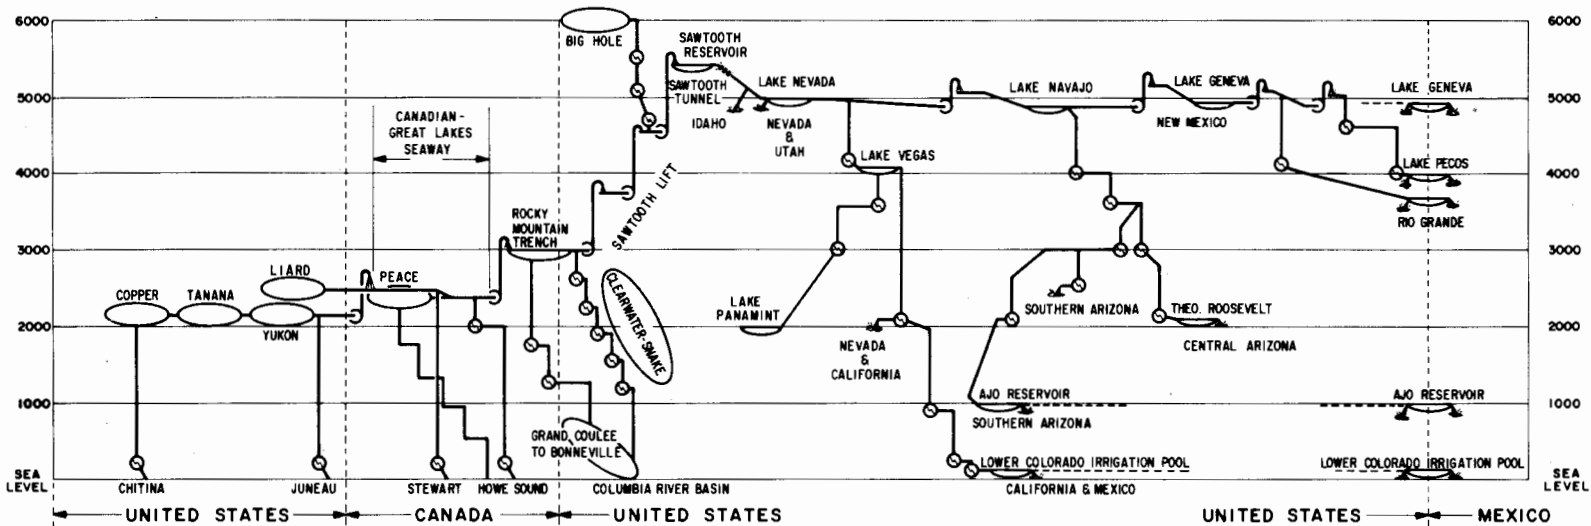 6000
5000
4000
3000
2000
1000
SEA
LEVEL
COPPER
TANANA
YUKON
LIARD
PEACE
CANADIAN-
GREAT LAKES
SEAWAY
ROCKY
MOUNTAIN
TRENCH
BIG HOLE
SAWTOOTH LIFT
CLEARWATER-SNAKE
GRAND COULEE
TO BONNEVILLE
SAWTOOTH
RESERVOIR
SAWTOOTH
TUNNEL
IDAHO
LAKE NEVADA
NEVADA
&
UTAH
LAKE VEGAS
LAKE
PANAMINT
NEVADA
&
CALIFORNIA
LAKE NAVAJO
SOUTHERN ARIZONA
THEO. ROOSEVELT
CENTRAL ARIZONA
AJO RESERVOIR
SOUTHERN ARIZONA
LOWER COLORADO IRRIGATION POOL
CALIFORNIA & MEXICO
LAKE GENEVA
NEW MEXICO
LAKE GENEVA
LAKE PECOS
RIO GRANDE
AJO RESERVOIR
LOWER COLORADO IRRIGATION POOL
6000
5000
4000
3000
2000
1000
SEA
LEVEL
CHITINA
JUNEAU
STEWART
HOWE SOUND
COLUMBIA RIVER BASIN
UNITED STATES
CANADA
UNITED STATES
UNITED STATES
MEXICO